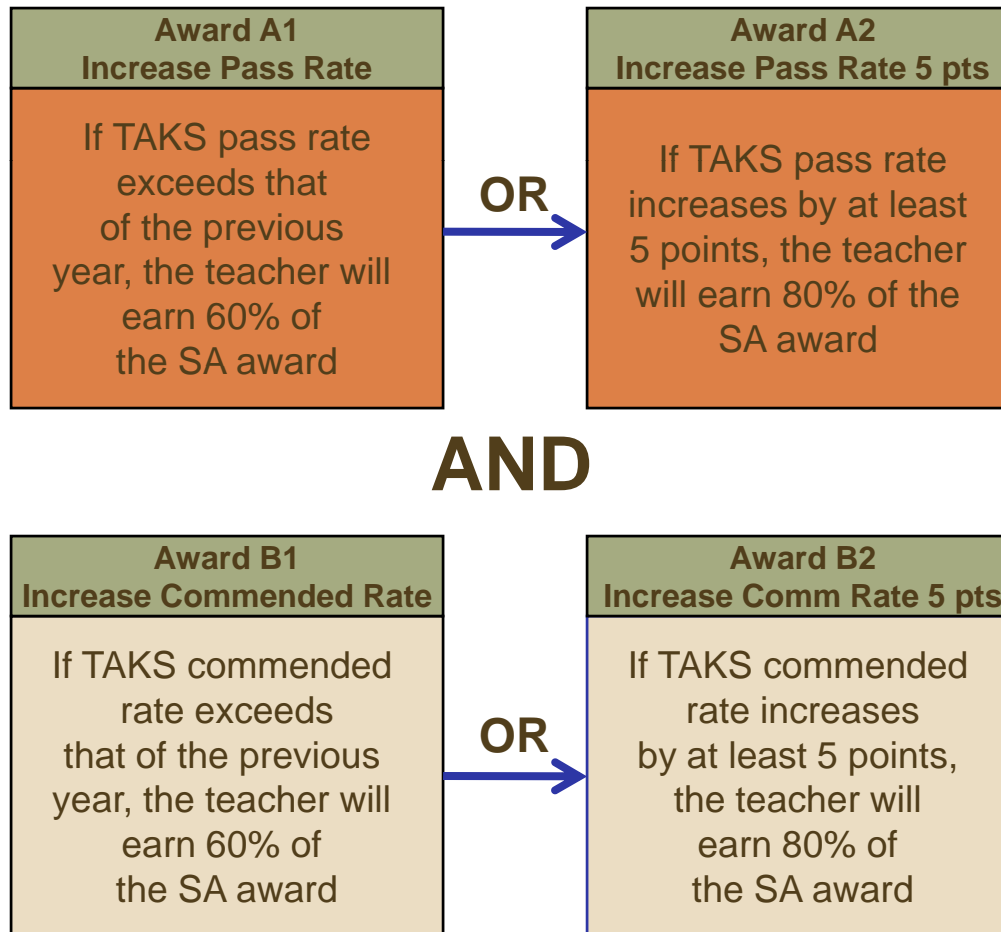 Award A1
Increase Pass Rate
If TAKS pass rate
exceeds that
of the previous
year, the teacher will
earn 60% of
the SA award
OR
Award A2
Increase Pass Rate 5 pts
If TAKS pass rate
increases by at least
5 points, the teacher
will earn 80% of the
SA award
AND
Award B1
Increase Commended Rate
If TAKS commended
rate exceeds
that of the previous
year, the teacher will
earn 60% of
the SA award
OR
Award B2
Increase Comm Rate 5 pts
If TAKS commended
rate increases
by at least 5 points,
the teacher will
earn 80% of
the SA award